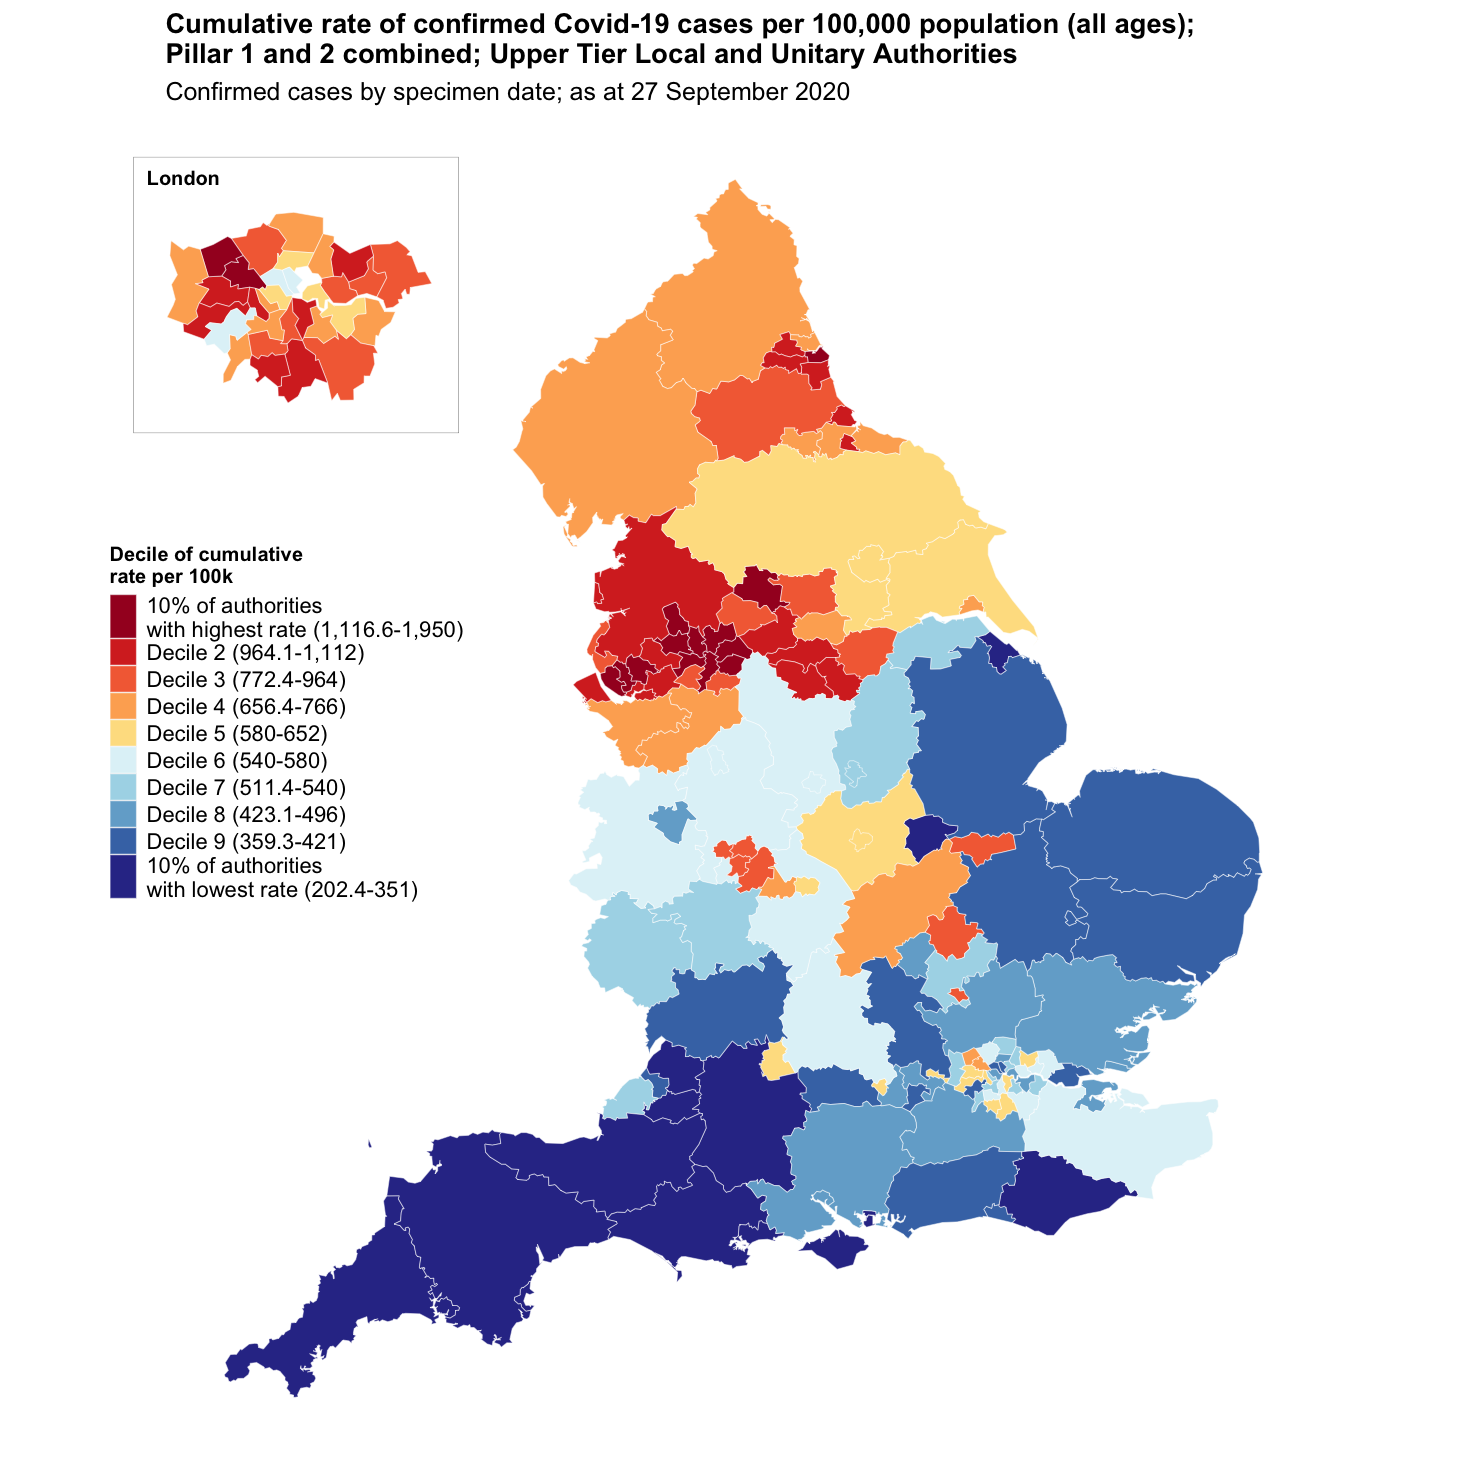 Cumulative rate of confirmed Covid-19 cases per 100,000 population (all ages);
Pillar 1 and 2 combined; Upper Tier Local and Unitary Authorities
Confirmed cases by specimen date; as at 27 September 2020
London
Decile of cumulative
rate per 100k
10% of authorities
with highest rate (1,116.6-1,950)
Decile 2 (964.1-1,112)
Decile 3 (772.4-964)
Decile 4 (656.4-766)
Decile 5 (580-652)
Decile 6 (540-580)
Decile 7 (511.4-540)
Decile 8 (423.1-496)
Decile 9 (359.3-421)
10% of authorities
with lowest rate (202.4-351)